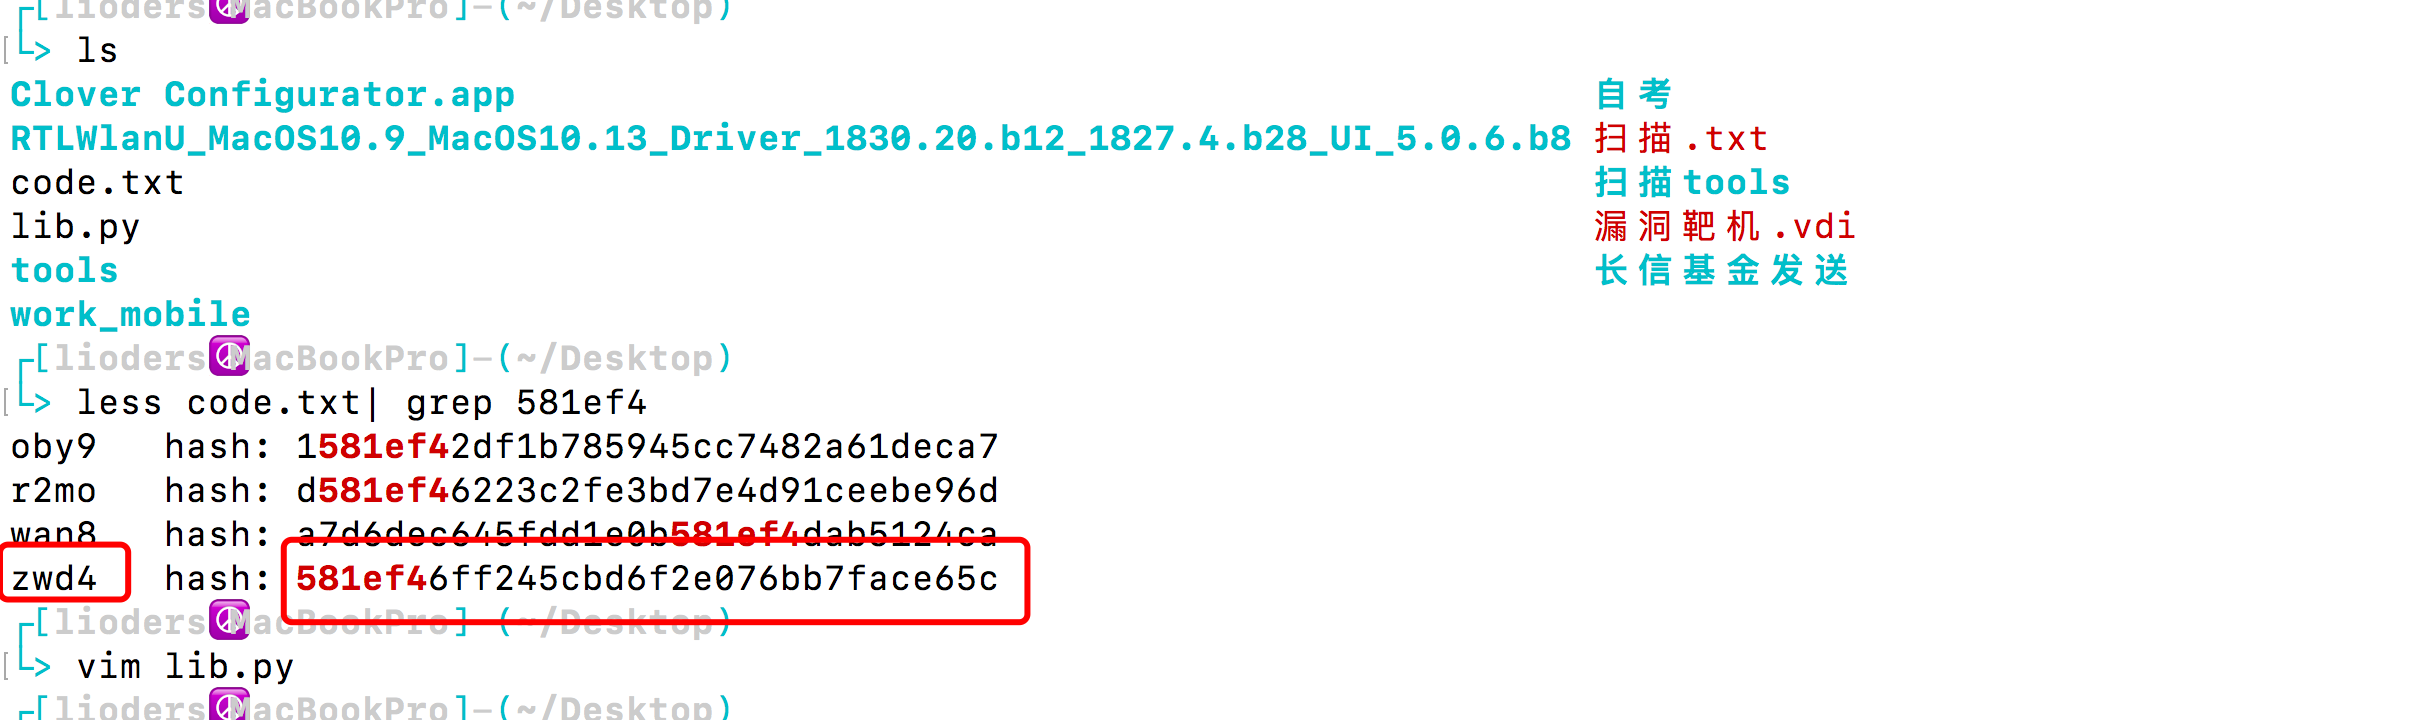 ┌[lioders☮MacBookPro]-(~/Desktop)
[└> ls
Clover Configurator.app 自考
RTLWlanU_MacOS10.9_MacOS10.13_Driver_1830.20.b12_1827.4.b28_UI_5.0.6.b8 扫描.txt
code.txt 扫描tools
lib.py 漏洞靶机.vdi
tools 长信基金发送
work_mobile
┌[lioders☮MacBookPro]-(~/Desktop)
[└> less code.txt| grep 581ef4
oby9 hash: 1581ef42df1b785945cc7482a61deca7
r2mo hash: d581ef46223c2fe3bd7e4d91ceebe96d
wan8 hash: a7d6dec645fdd1e0b581ef4dab5124ca
zwd4 hash: 581ef46ff245cbd6f2e076bb7face65c
┌[lioders☮MacBookPro]-(~/Desktop)
[└> vim lib.py
┌[lioders☮MacBookPro]-(~/Desktop)